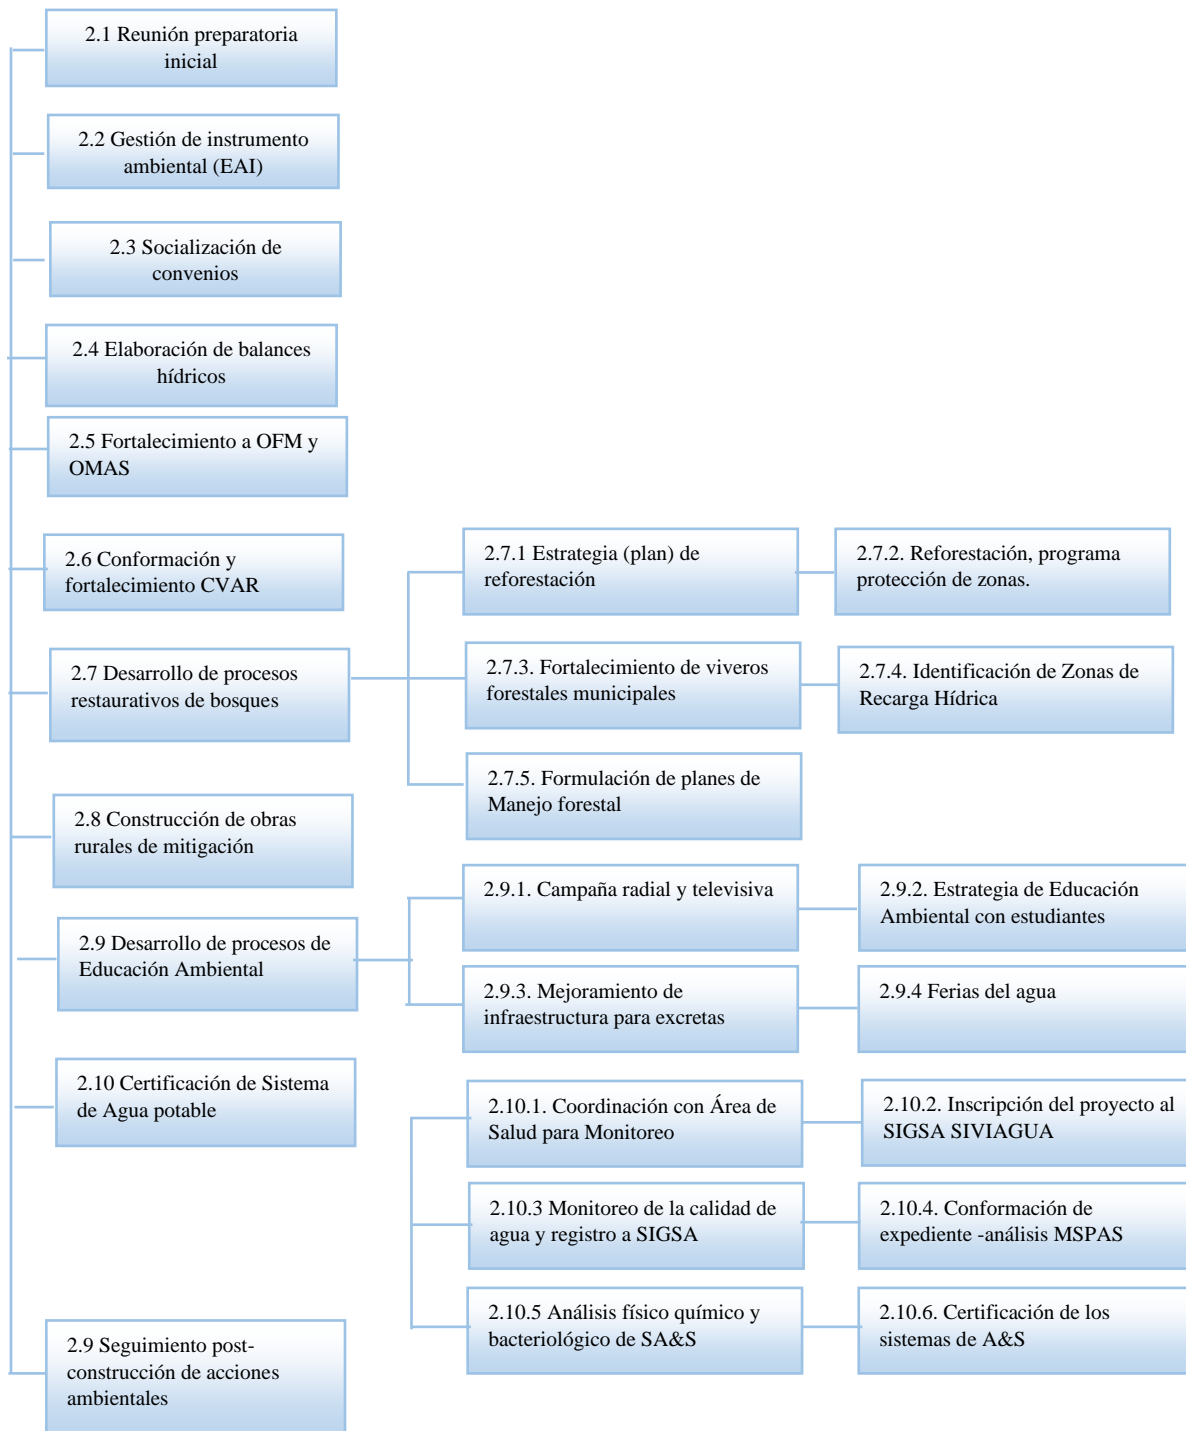 2.1 Reunión preparatoria
inicial
2.2 Gestión de instrumento
ambiental (EAI)
2.3 Socialización de
convenios
2.4 Elaboración de balances
hídricos
2.5 Fortalecimiento a OFM y
OMAS
2.6 Conformación y
fortalecimiento CVAR
2.7 Desarrollo de procesos
restaurativos de bosques
2.7.1 Estrategia (plan) de
reforestación
2.7.2. Reforestación, programa
protección de zonas.
2.7.3. Fortalecimiento de viveros
forestales municipales
2.7.4. Identificación de Zonas de
Recarga Hídrica
2.7.5. Formulación de planes de
Manejo forestal
2.8 Construcción de obras
rurales de mitigación
2.9 Desarrollo de procesos de
Educación Ambiental
2.9.1. Campaña radial y televisiva
2.9.2. Estrategia de Educación
Ambiental con estudiantes
2.9.3. Mejoramiento de
infraestructura para excretas
2.9.4 Ferias del agua
2.10 Certificación de Sistema
de Agua potable
2.10.1. Coordinación con Área de
Salud para Monitoreo
2.10.2. Inscripción del proyecto al
SIGSA SIVIAGUA
2.10.3 Monitoreo de la calidad de
agua y registro a SIGSA
2.10.4. Conformación de
expediente -análisis MSPAS
2.10.5 Análisis físico químico y
bacteriológico de SA&S
2.10.6. Certificación de los
sistemas de A&S
2.9 Seguimiento post-
construcción de acciones
ambientales